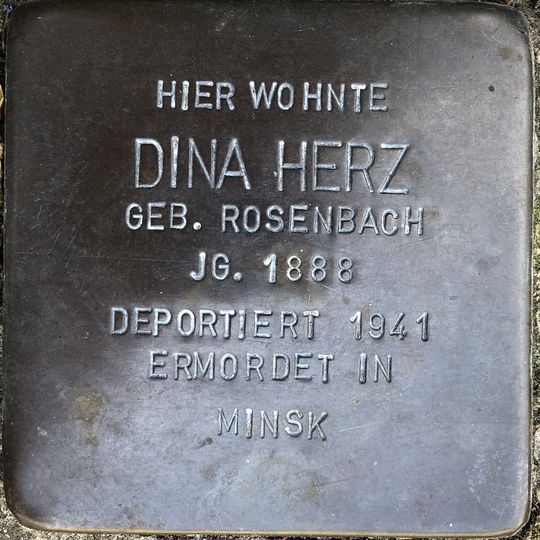 HIER WOHNTE
DINA HERZ
GEB. ROSENBACH
JG. 1888
DEPORTIERT 1941
ERMORDET IN
MINSK